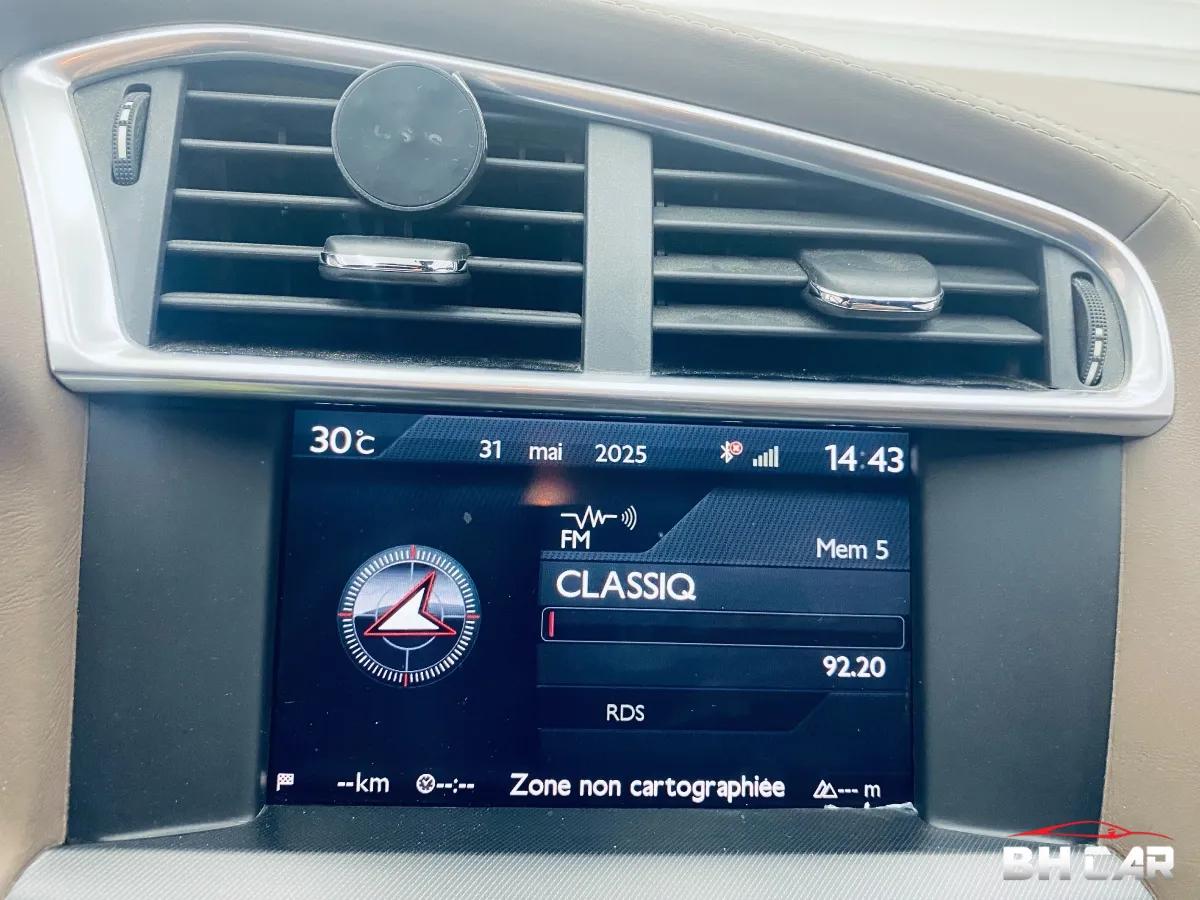 30°C 31 mai 2025 14:43
FM
Mem 5
CLASSIQ
92.20
RDS
--km --:-- Zone non cartographiée --- m
BH CAR